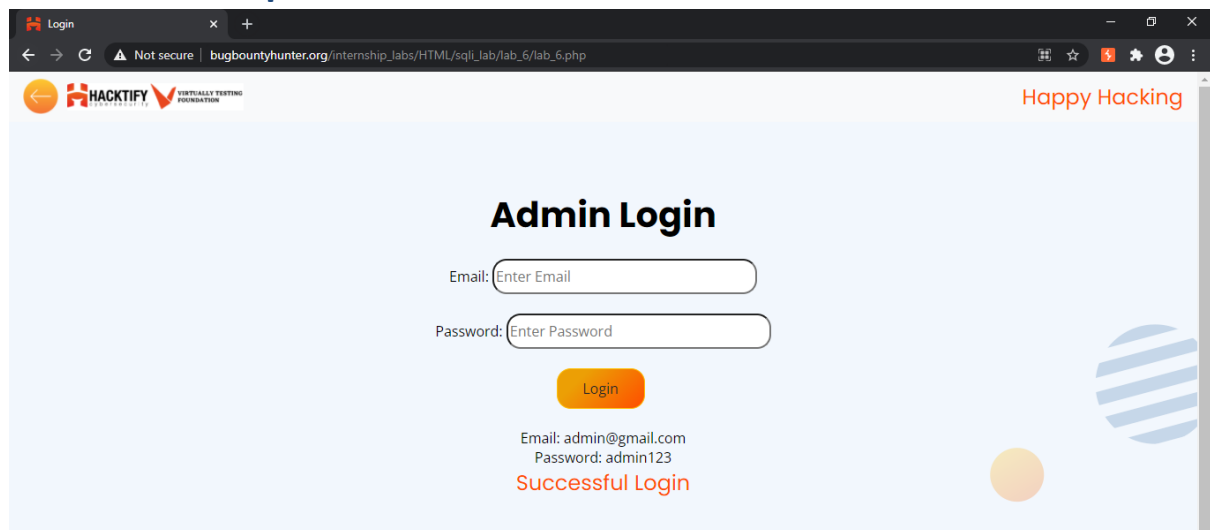 Login
Not secure | bugbountyhunter.org/internship_labs/HTML/sqli_lab/lab_6/lab_6.php
HACKTIFY
CYBERSECURITY
VIRTUALLY TESTING
FOUNDATION
Happy Hacking
Admin Login
Email: Enter Email
Password: Enter Password
Login
Email: admin@gmail.com
Password: admin123
Successful Login